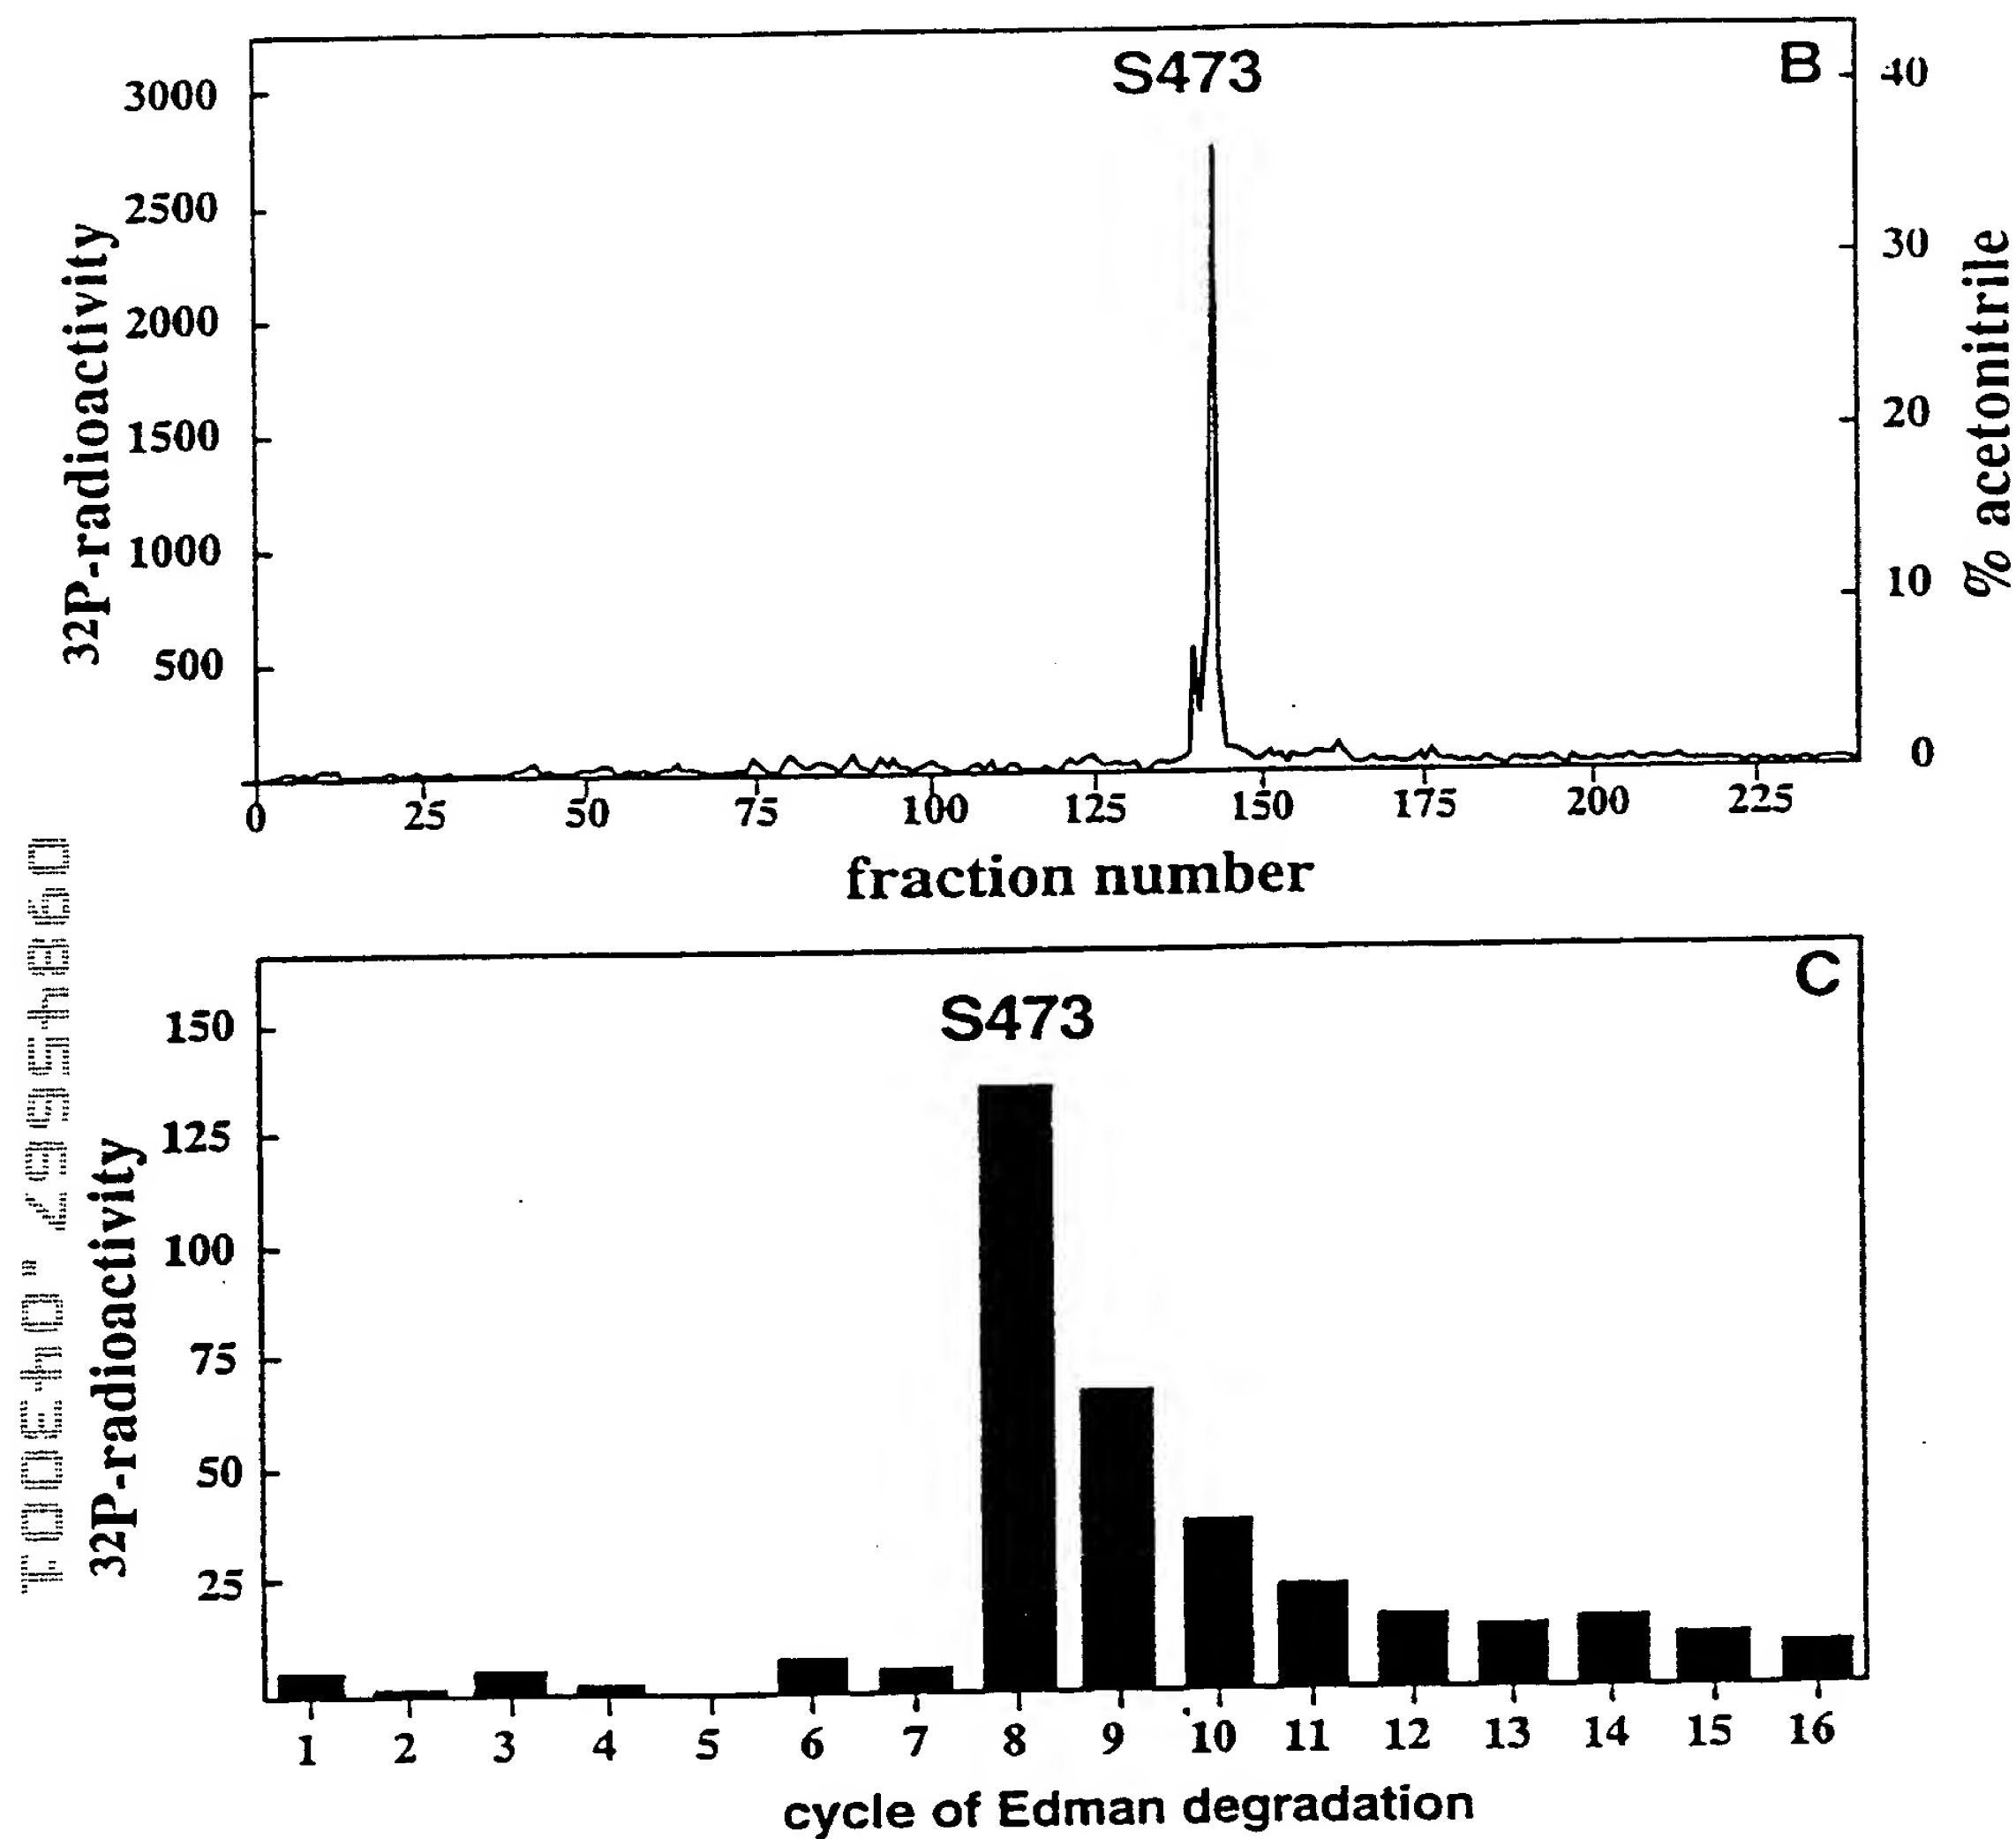 B
S473
3000
2500
2000
1500
1000
500
32P-radioactivity
40
30
20
10
0
% acetonitrile
0 25 50 75 100 125 150 175 200 225
fraction number
C
S473
150
125
100
75
50
25
32P-radioactivity
1 2 3 4 5 6 7 8 9 10 11 12 13 14 15 16
cycle of Edman degradation